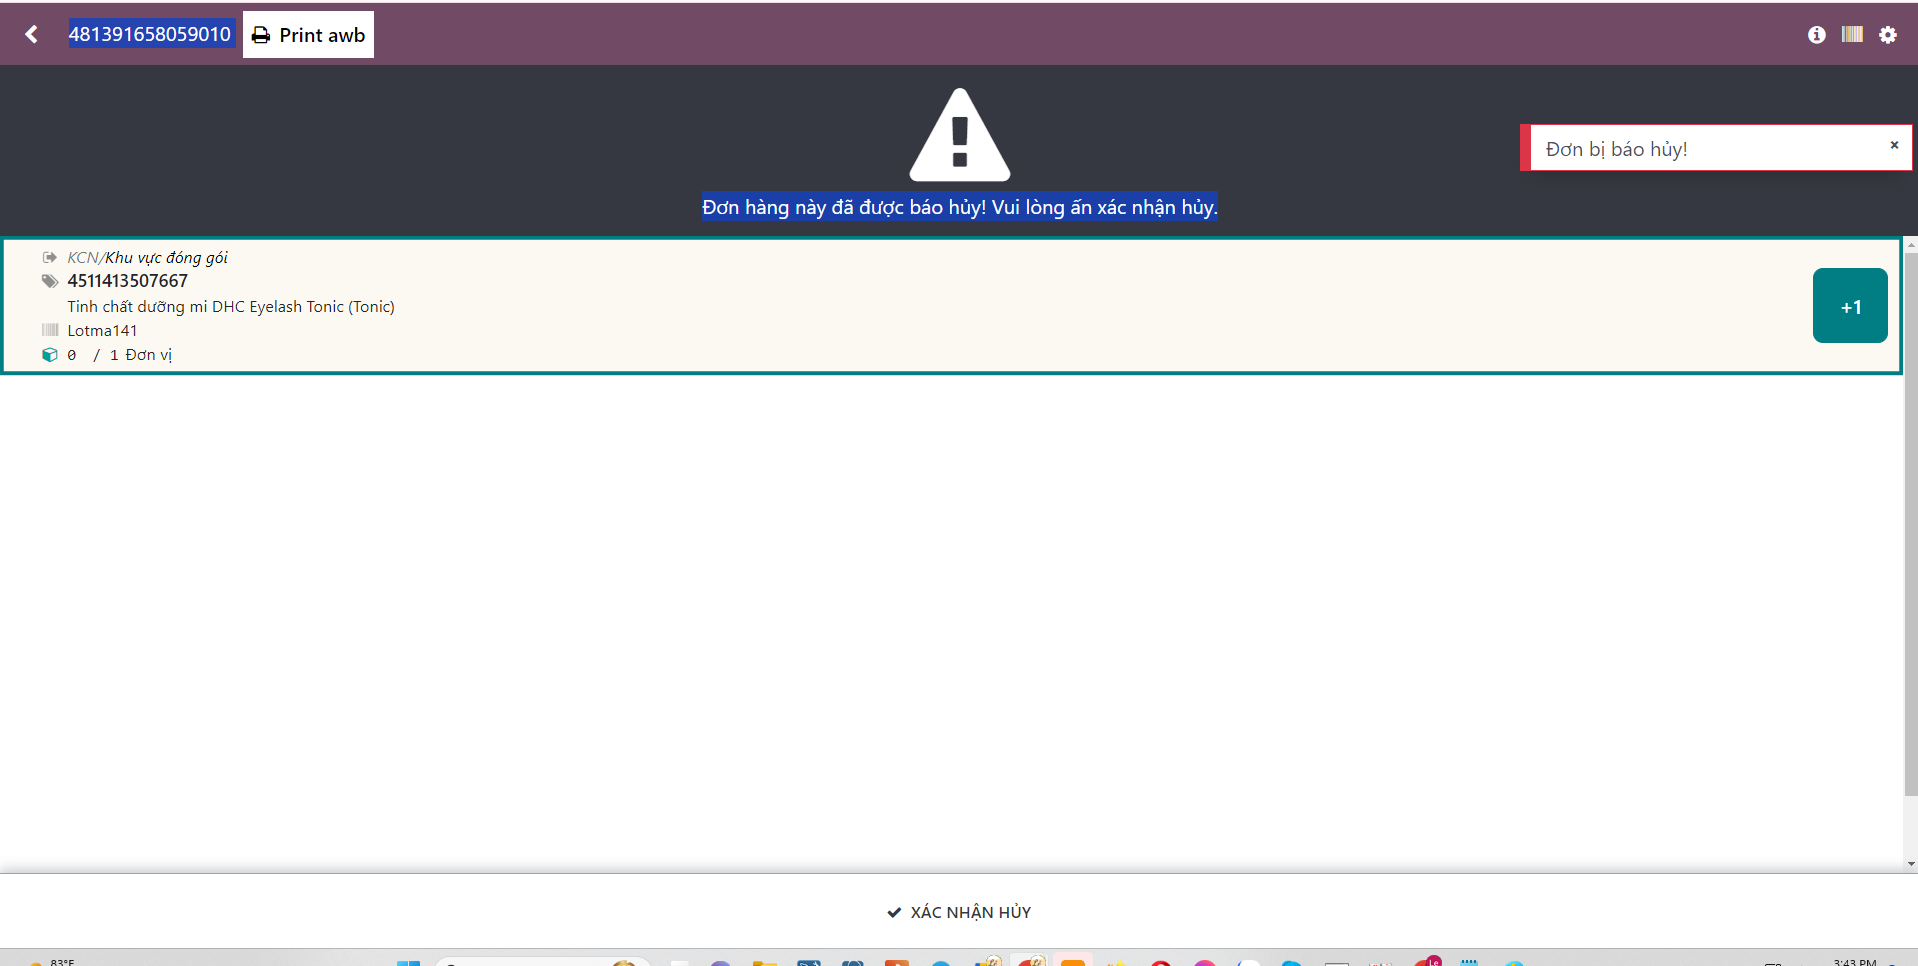 481391658059010
Print awb
Đơn bị báo hủy!
Đơn hàng này đã được báo hủy! Vui lòng ấn xác nhận hủy.
KCN/Khu vực đóng gói
4511413507667
Tinh chất dưỡng mi DHC Eyelash Tonic (Tonic)
Lotma141
0 / 1 Đơn vị
+1
XÁC NHẬN HỦY
83°F
Le
3:43 PM